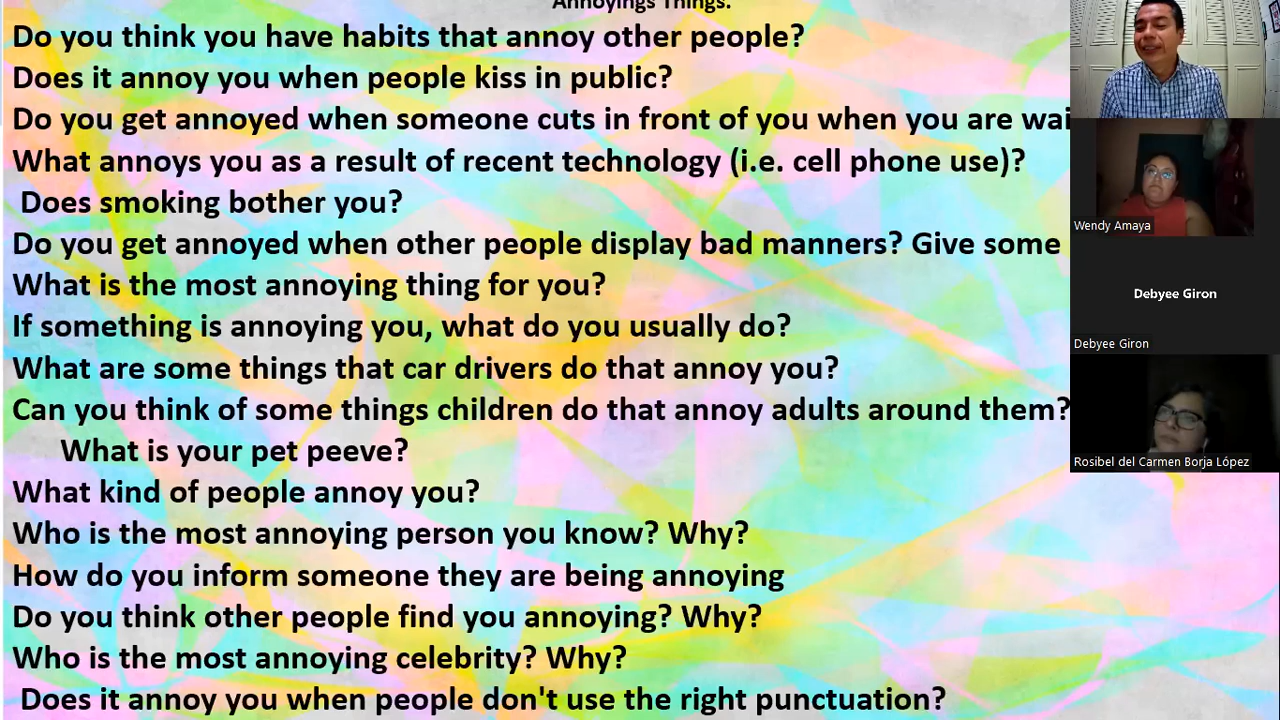 Annoyings Things.
Do you think you have habits that annoy other people?
Does it annoy you when people kiss in public?
Do you get annoyed when someone cuts in front of you when you are wai
What annoys you as a result of recent technology (i.e. cell phone use)?
Does smoking bother you?
Do you get annoyed when other people display bad manners? Give some
What is the most annoying thing for you?
If something is annoying you, what do you usually do?
What are some things that car drivers do that annoy you?
Can you think of some things children do that annoy adults around them?
What is your pet peeve?
What kind of people annoy you?
Who is the most annoying person you know? Why?
How do you inform someone they are being annoying
Do you think other people find you annoying? Why?
Who is the most annoying celebrity? Why?
Does it annoy you when people don't use the right punctuation?
Wendy Amaya
Debyee Giron
Debyee Giron
Rosibel del Carmen Borja López